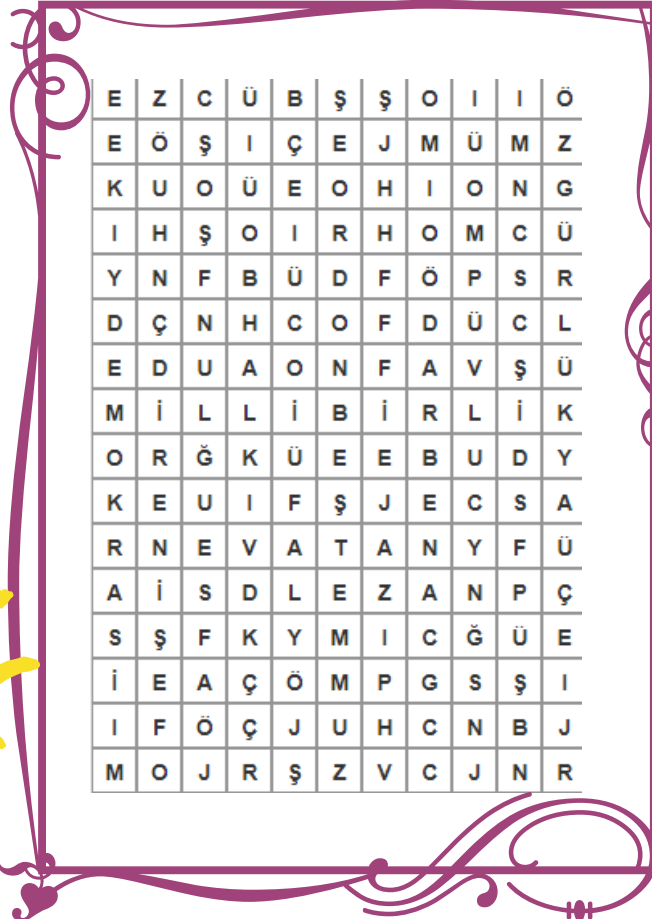 E Z C Ü B Ş Ş O I I Ö
E Ö Ş I Ç E J M Ü M Z
K U O Ü E O H I O N G
I H Ş O I R H O M C Ü
Y N F B Ü D F Ö P S R
D Ç N H C O F D Ü C L
E D U A O N F A V Ş Ü
M İ L L İ B İ R L İ K
O R Ğ K Ü E E B U D Y
K E U I F Ş J E C S A
R N E V A T A N Y F Ü
A İ S D L E Z A N P Ç
S Ş F K Y M I C Ğ Ü E
İ E A Ç Ö M P G S Ş I
I F Ö Ç J U H C N B J
M O J R Ş Z V C J N R